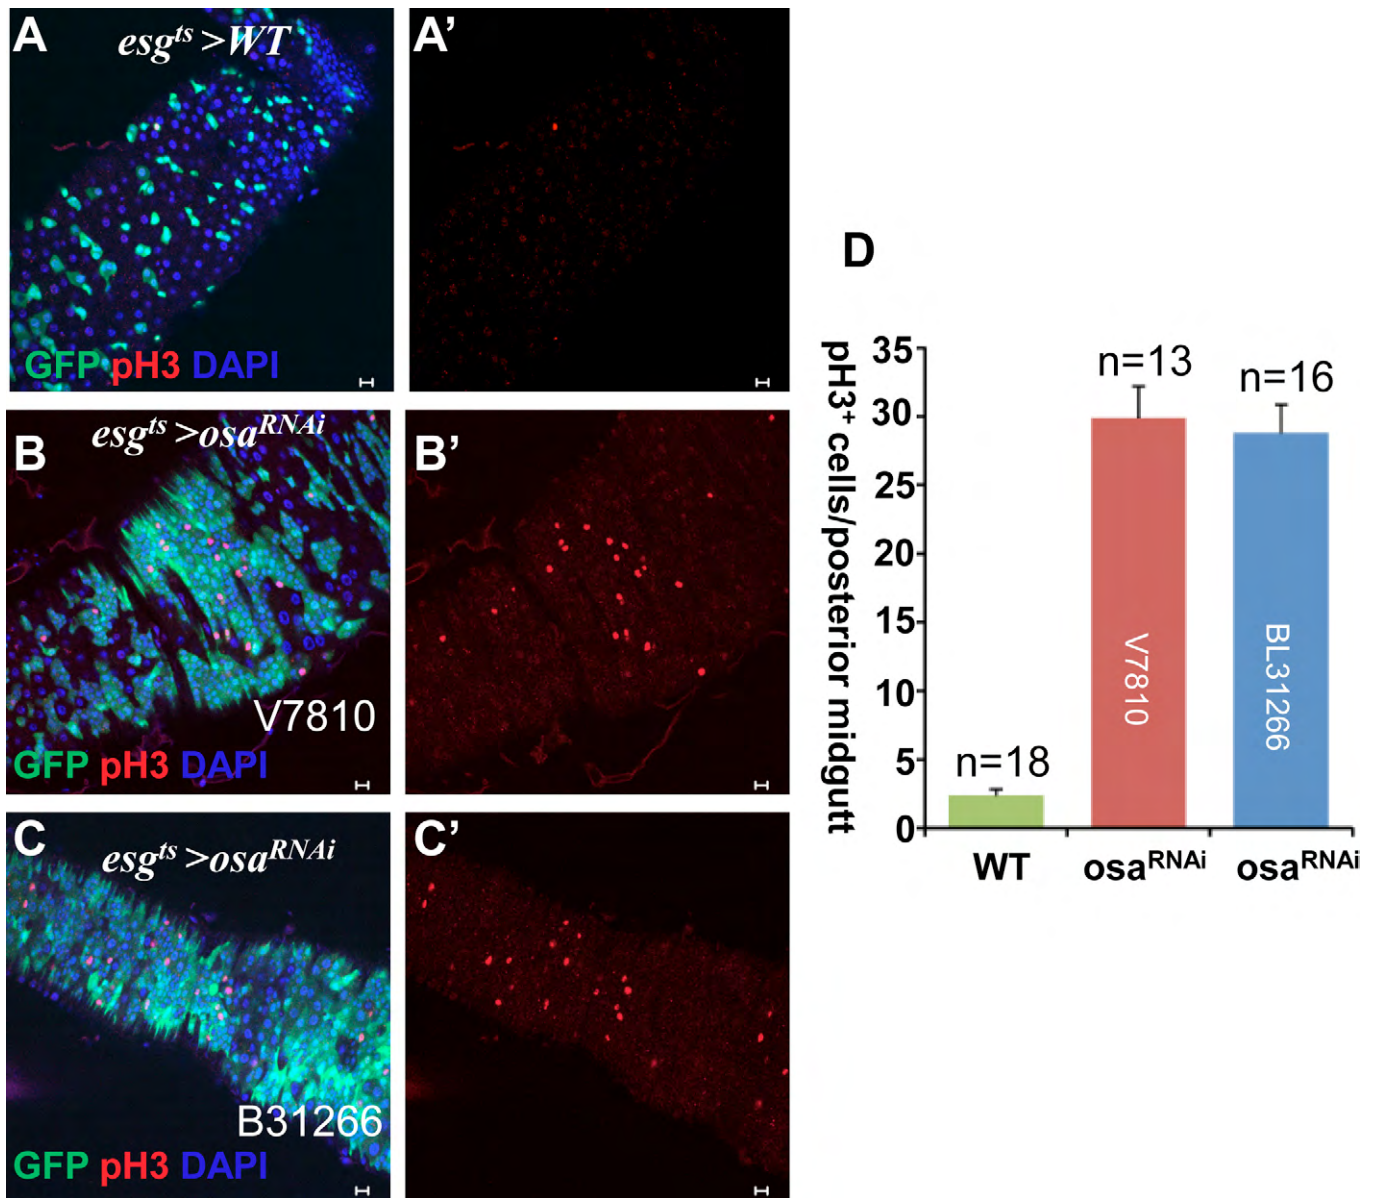 A
esgts >WT
GFP pH3 DAPI
A’
B
esgts >osaRNAi
V7810
GFP pH3 DAPI
B’
C
esgts >osaRNAi
B31266
GFP pH3 DAPI
C’
D
pH3+ cells/posterior midgutt
35
30
25
20
15
10
5
0
n=18
n=13
n=16
V7810
BL31266
WT
osaRNAi
osaRNAi